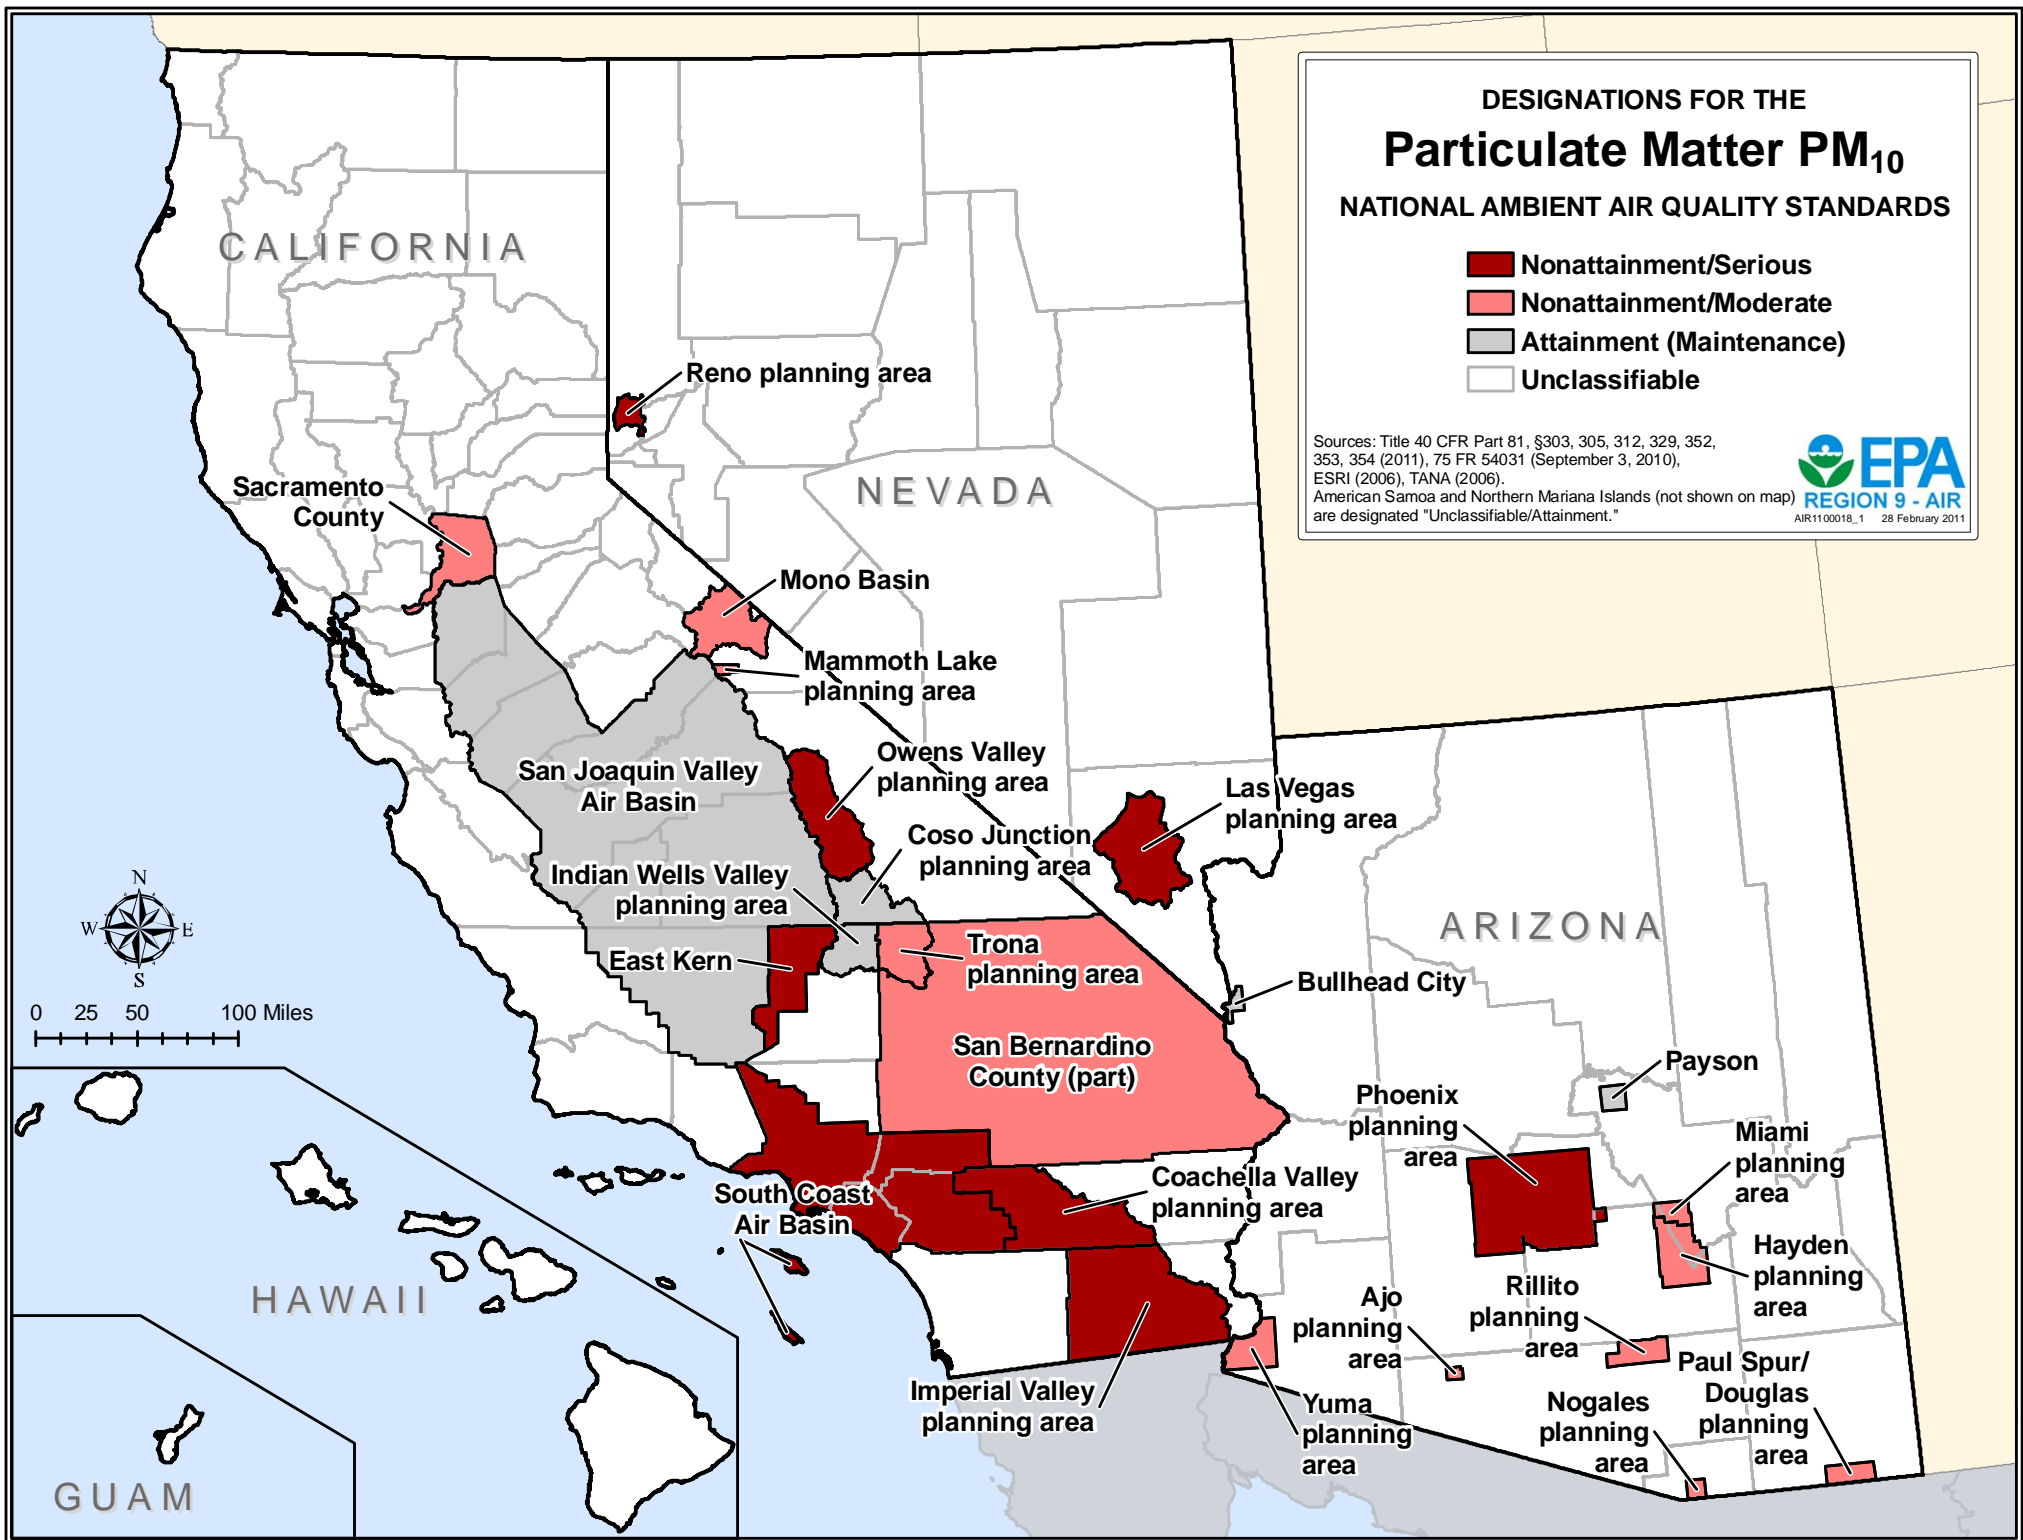 DESIGNATIONS FOR THE
Particulate Matter PM10
NATIONAL AMBIENT AIR QUALITY STANDARDS
Nonattainment/Serious
Nonattainment/Moderate
Attainment (Maintenance)
Unclassifiable
Sources: Title 40 CFR Part 81, §303, 305, 312, 329, 352,
353, 354 (2011), 75 FR 54031 (September 3, 2010),
ESRI (2006), TANA (2006).
American Samoa and Northern Mariana Islands (not shown on map)
are designated "Unclassifiable/Attainment."
EPA
REGION 9 - AIR
AIR1100018_1 28 February 2011
CALIFORNIA
Reno planning area
Sacramento
County
NEVADA
Mono Basin
Mammoth Lake
planning area
Owens Valley
planning area
San Joaquin Valley
Air Basin
Las Vegas
planning area
Coso Junction
planning area
Indian Wells Valley
planning area
East Kern
Trona
planning area
ARIZONA
Bullhead City
San Bernardino
County (part)
N
W
E
S
0 25 50 100 Miles
Payson
Phoenix
planning
area
Miami
planning
area
Coachella Valley
planning area
South Coast
Air Basin
Hayden
planning
area
HAWAII
Rillito
planning
area
Ajo
planning
area
Paul Spur/
Douglas
planning
area
Imperial Valley
planning area
Yuma
planning
area
Nogales
planning
area
GUAM